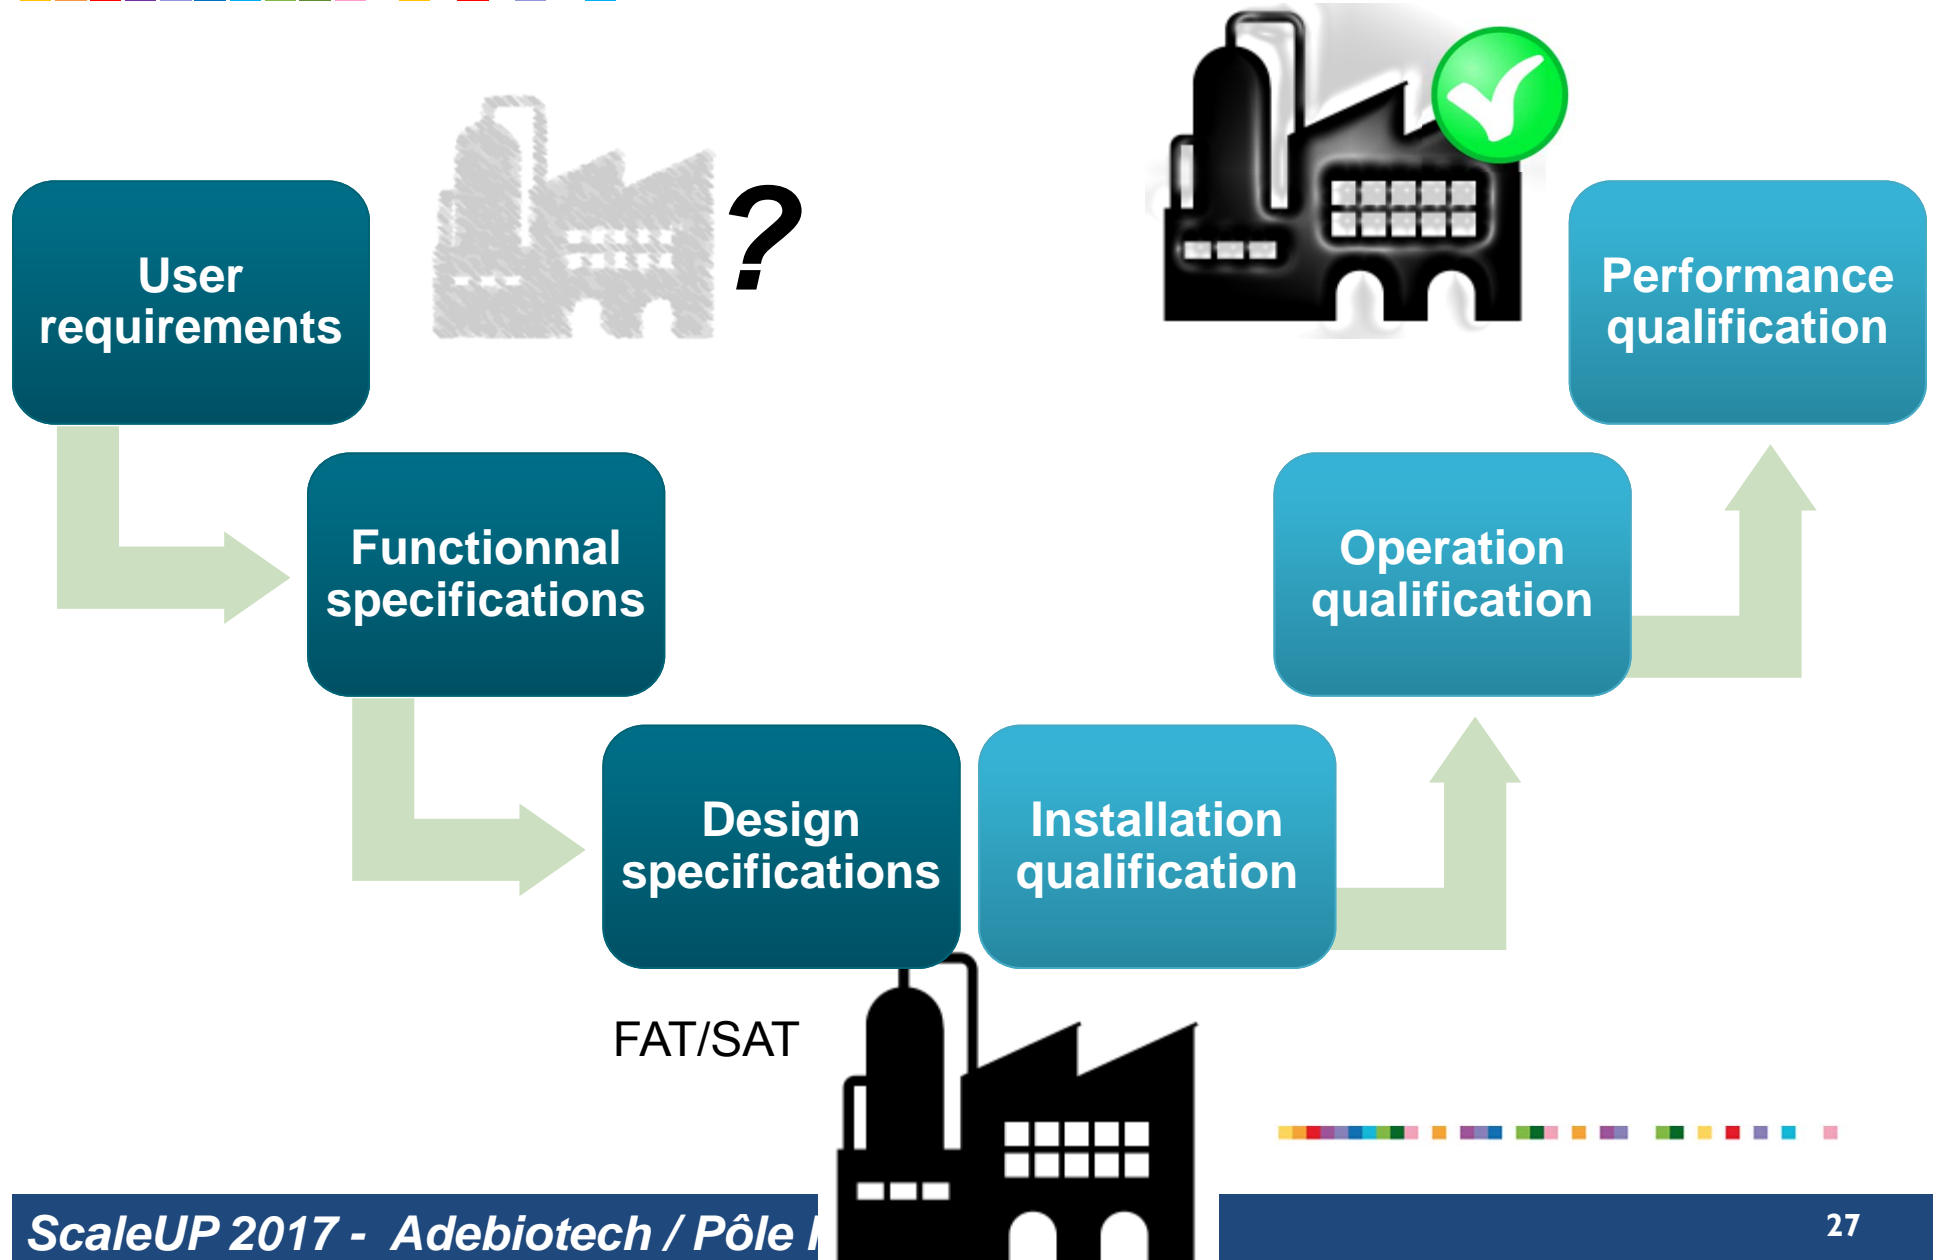 ?
User
requirements
Performance
qualification
Functionnal
specifications
Operation
qualification
Design
specifications
Installation
qualification
FAT/SAT
ScaleUP 2017 - Adebiotech / Pôle
27